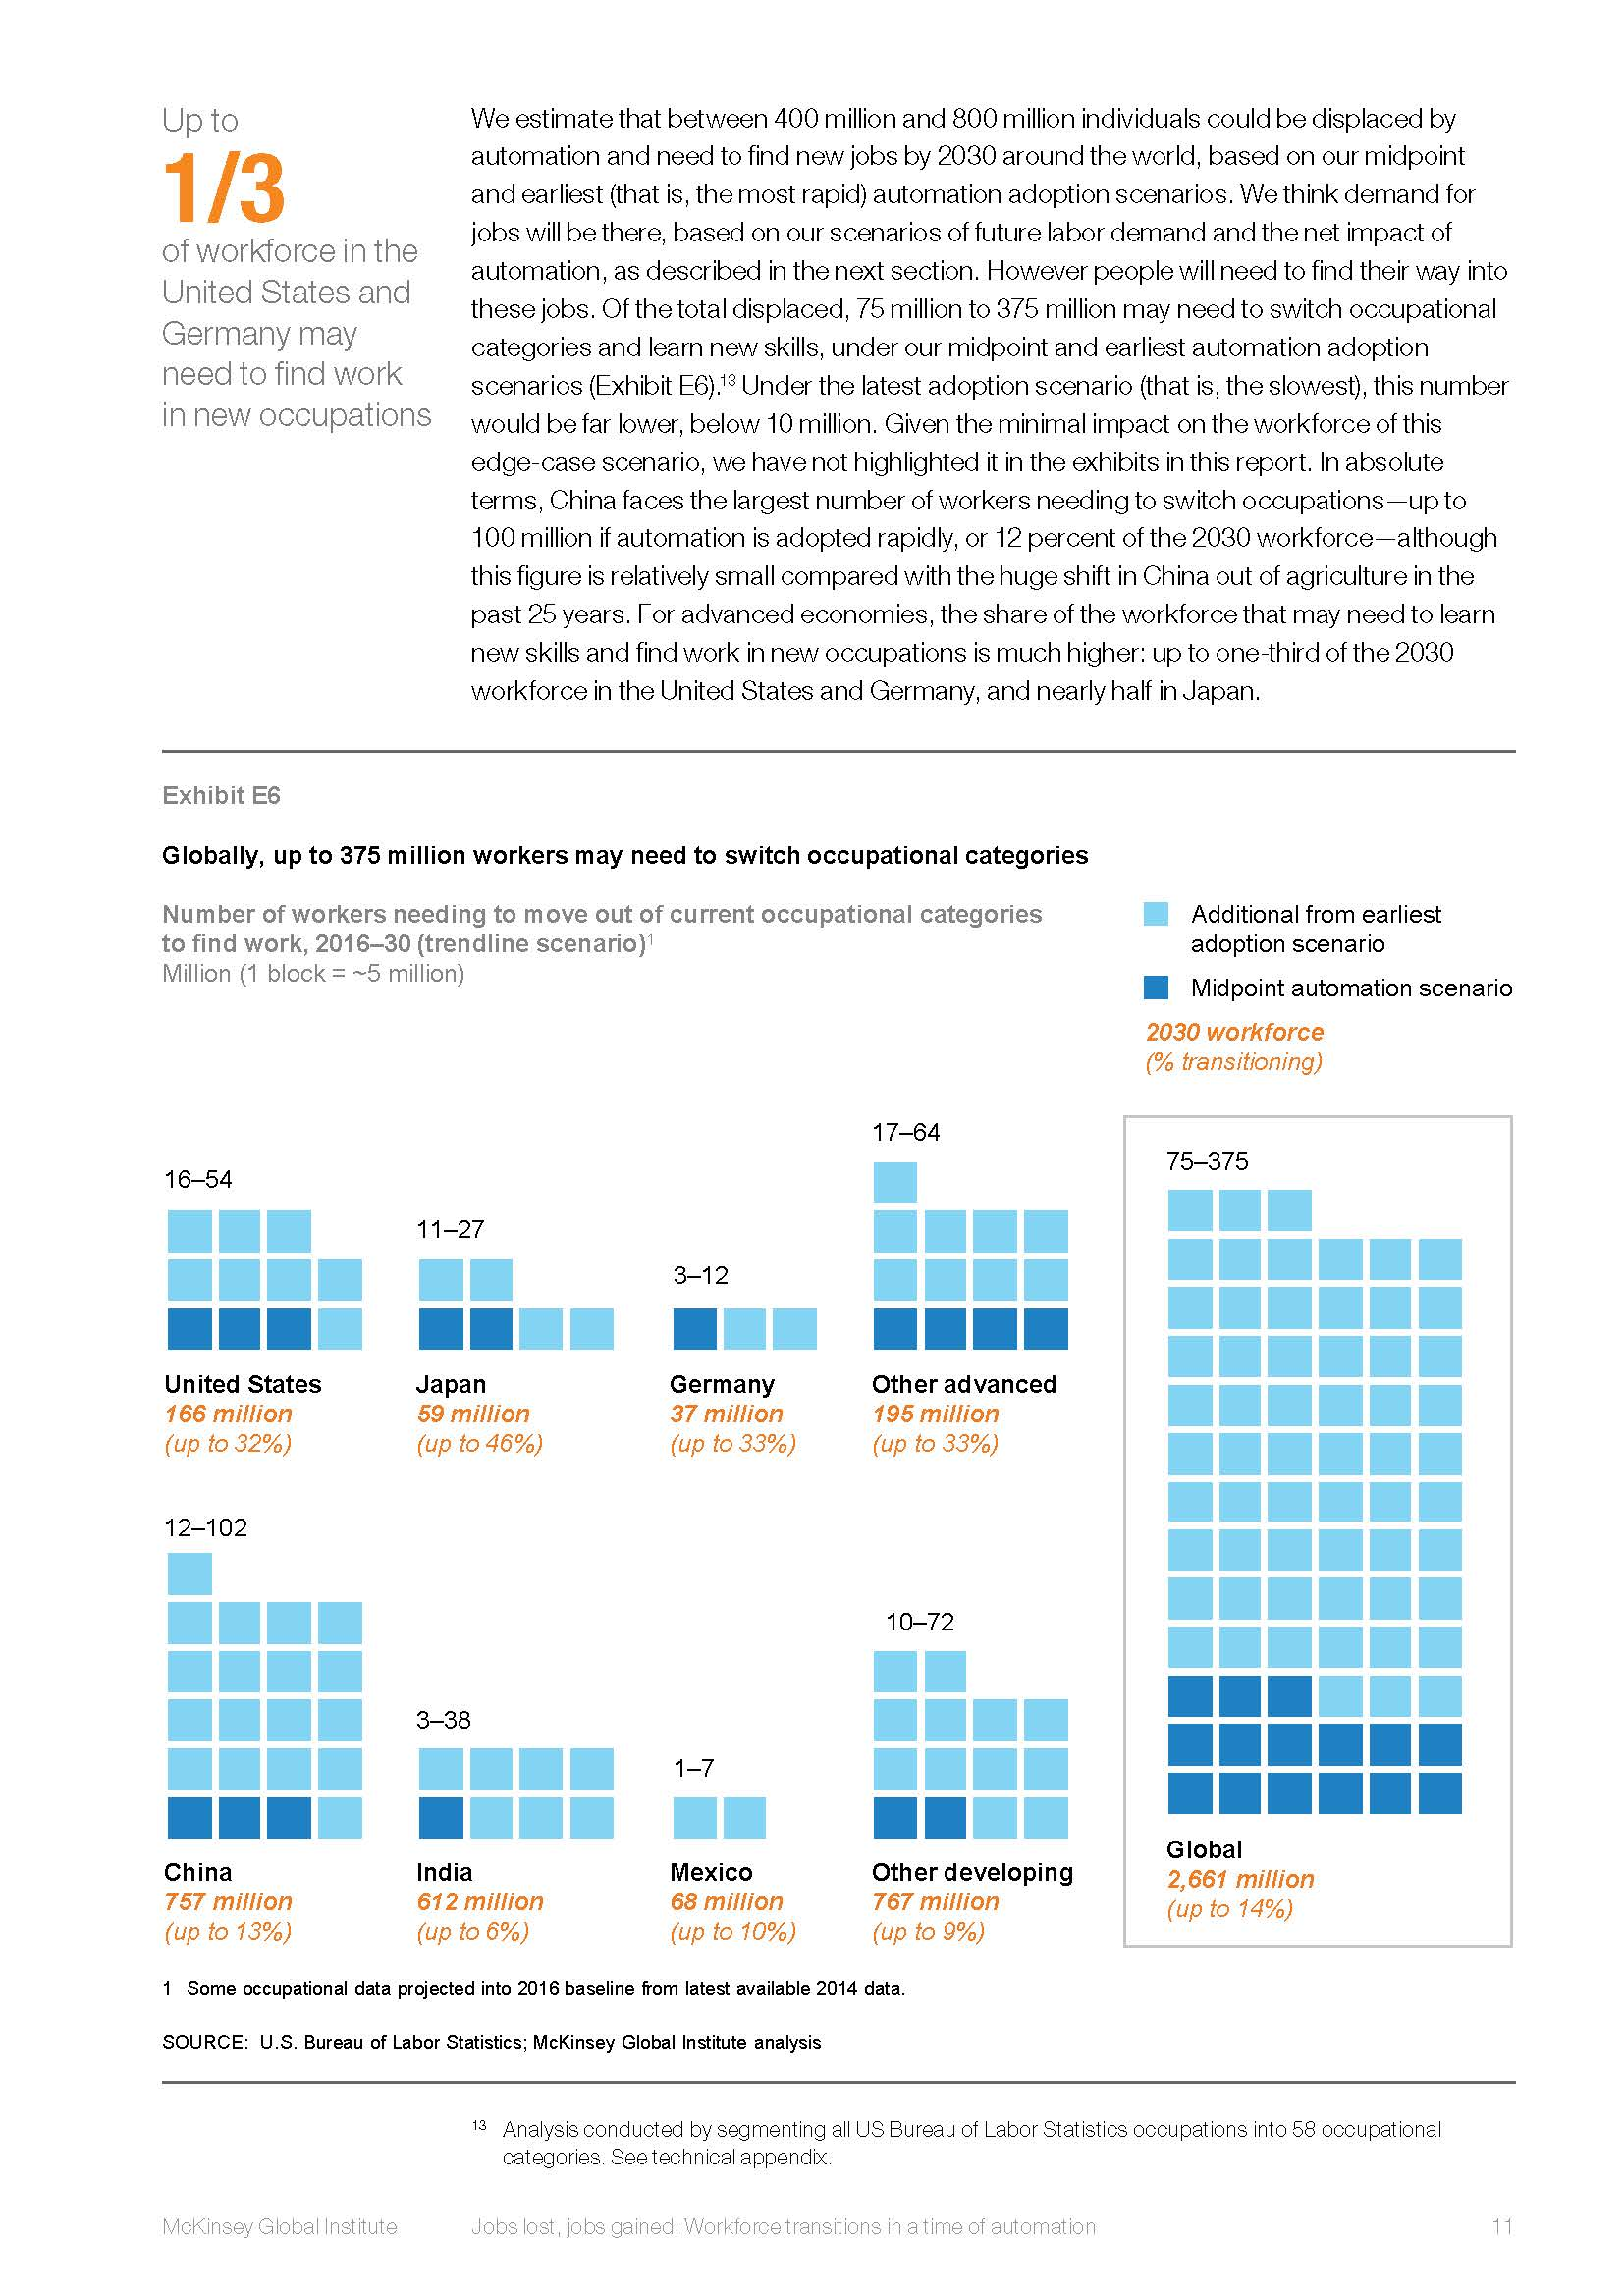 Up to
1/3
of workforce in the
United States and
Germany may
need to find work
in new occupations
We estimate that between 400 million and 800 million individuals could be displaced by
automation and need to find new jobs by 2030 around the world, based on our midpoint
and earliest (that is, the most rapid) automation adoption scenarios. We think demand for
jobs will be there, based on our scenarios of future labor demand and the net impact of
automation, as described in the next section. However people will need to find their way into
these jobs. Of the total displaced, 75 million to 375 million may need to switch occupational
categories and learn new skills, under our midpoint and earliest automation adoption
scenarios (Exhibit E6).13 Under the latest adoption scenario (that is, the slowest), this number
would be far lower, below 10 million. Given the minimal impact on the workforce of this
edge-case scenario, we have not highlighted it in the exhibits in this report. In absolute
terms, China faces the largest number of workers needing to switch occupations—up to
100 million if automation is adopted rapidly, or 12 percent of the 2030 workforce—although
this figure is relatively small compared with the huge shift in China out of agriculture in the
past 25 years. For advanced economies, the share of the workforce that may need to learn
new skills and find work in new occupations is much higher: up to one-third of the 2030
workforce in the United States and Germany, and nearly half in Japan.
Exhibit E6
Globally, up to 375 million workers may need to switch occupational categories
Number of workers needing to move out of current occupational categories
to find work, 2016–30 (trendline scenario)1
Million (1 block = ~5 million)
Additional from earliest
adoption scenario
Midpoint automation scenario
2030 workforce
(% transitioning)
16–54
United States
166 million
(up to 32%)
11–27
Japan
59 million
(up to 46%)
3–12
Germany
37 million
(up to 33%)
17–64
Other advanced
195 million
(up to 33%)
12–102
China
757 million
(up to 13%)
3–38
India
612 million
(up to 6%)
1–7
Mexico
68 million
(up to 10%)
10–72
Other developing
767 million
(up to 9%)
75–375
Global
2,661 million
(up to 14%)
1 Some occupational data projected into 2016 baseline from latest available 2014 data.
SOURCE: U.S. Bureau of Labor Statistics; McKinsey Global Institute analysis
13 Analysis conducted by segmenting all US Bureau of Labor Statistics occupations into 58 occupational
categories. See technical appendix.
McKinsey Global Institute
Jobs lost, jobs gained: Workforce transitions in a time of automation
11